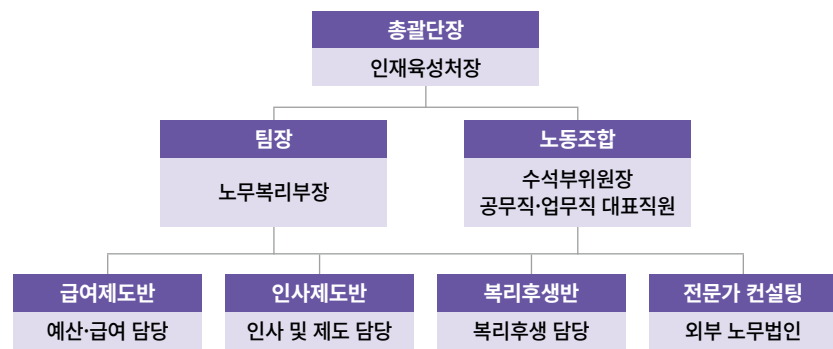 총괄단장
인재육성처장
팀장
노무복리부장
노동조합
수석부위원장
공무직·업무직 대표직원
급여제도반
예산·급여 담당
인사제도반
인사 및 제도 담당
복리후생반
복리후생 담당
전문가 컨설팅
외부 노무법인